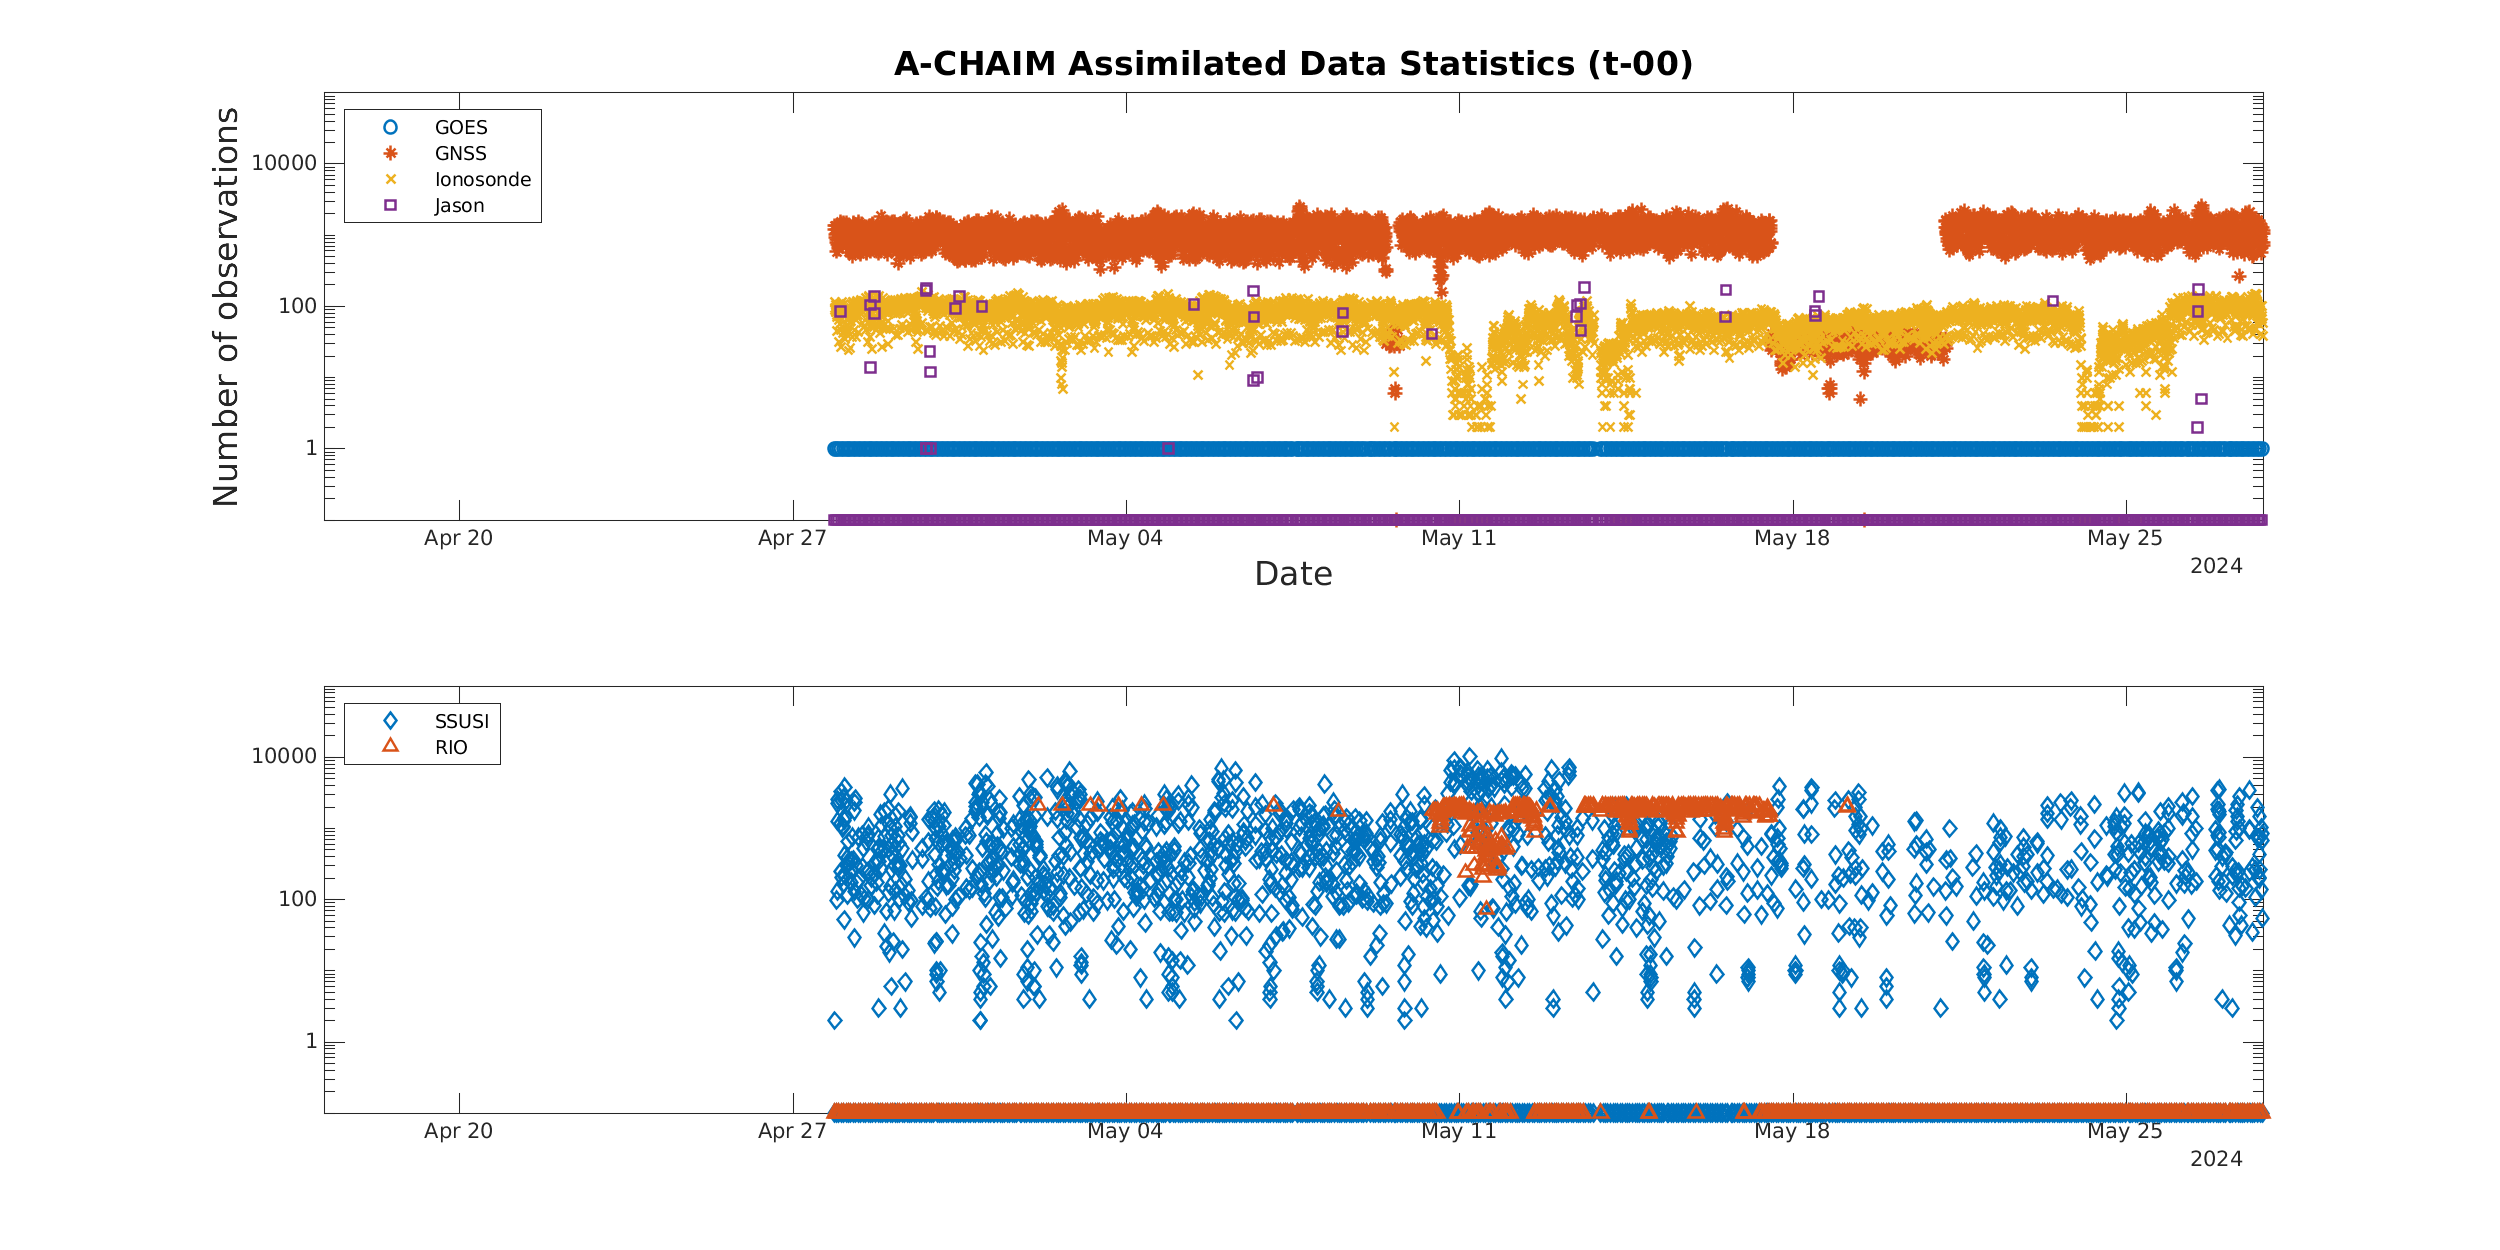 A-CHAIM Assimilated Data Statistics (t-00)
GOES
GNSS
Ionosonde
Jason
Number of observations
10000
100
1
Apr 20 Apr 27 May 04 May 11 May 18 May 25
2024
Date
SSUSI
RIO
10000
100
1
Apr 20 Apr 27 May 04 May 11 May 18 May 25
2024